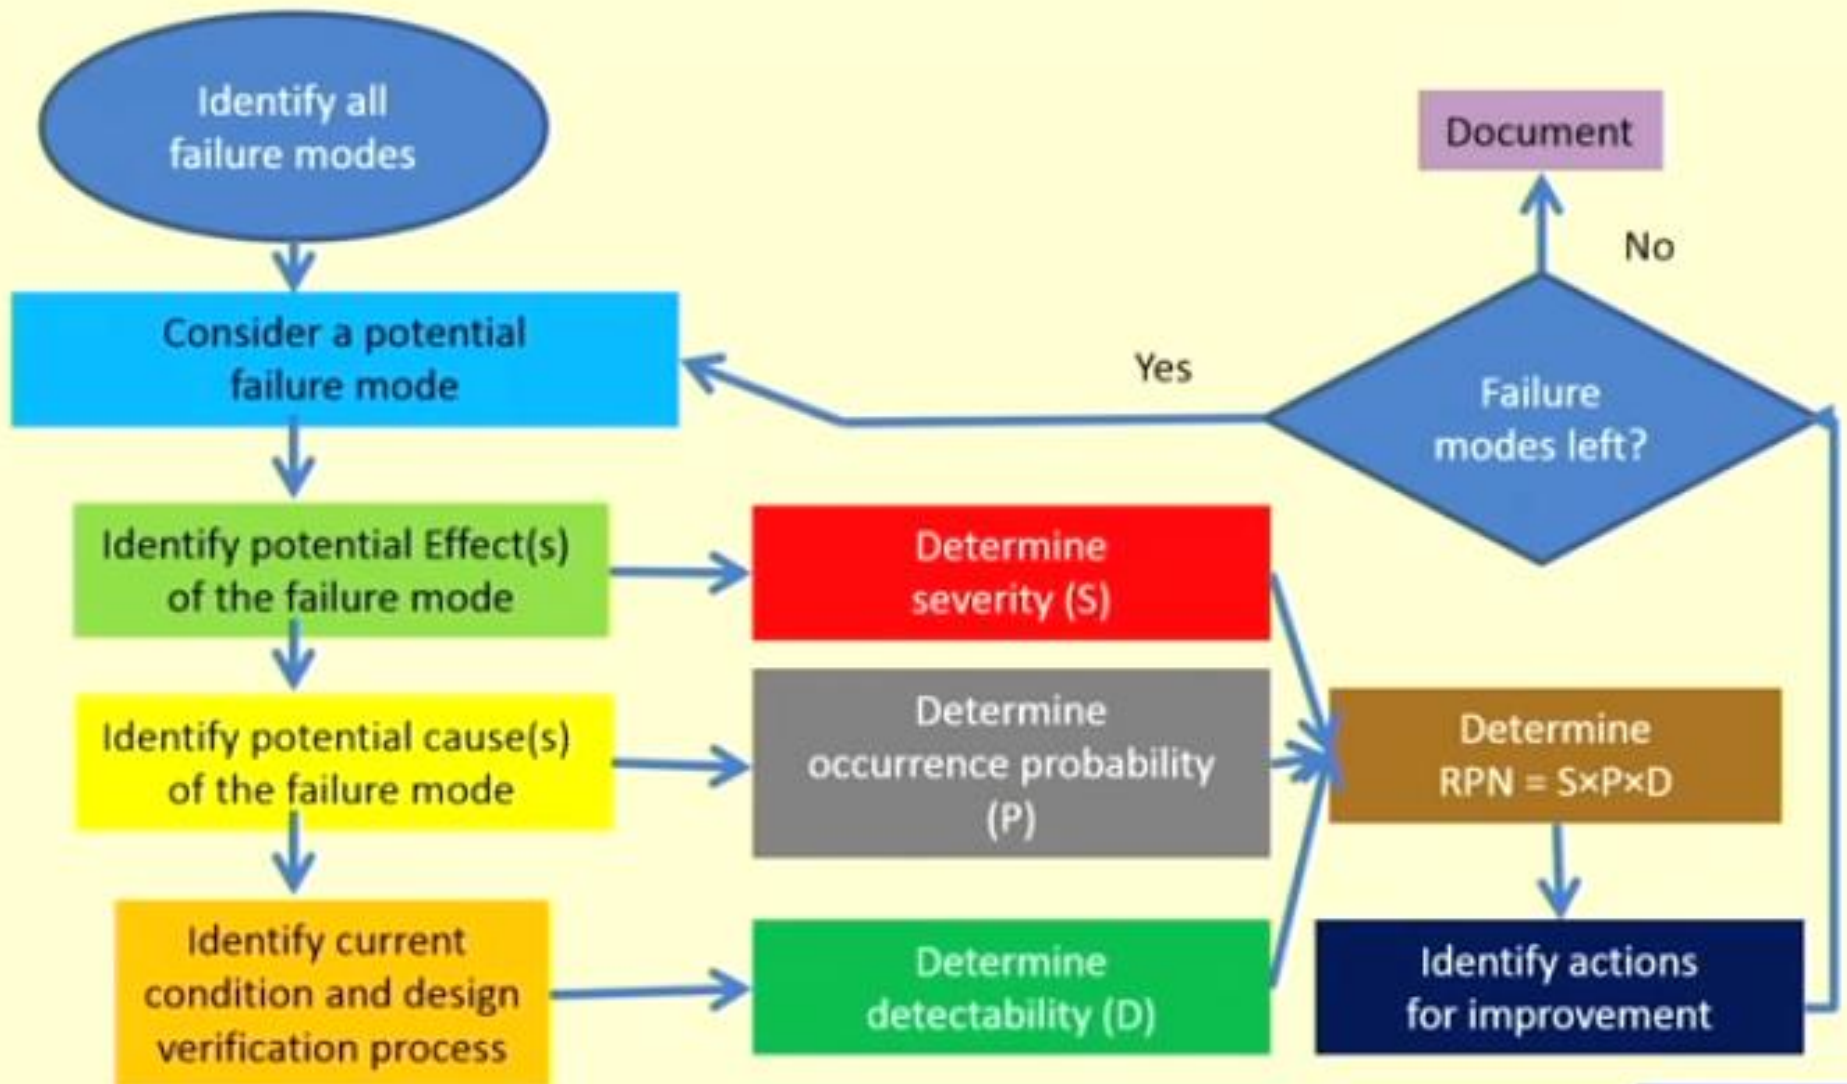 Identify all
failure modes
Consider a potential
failure mode
Identify potential Effect(s)
of the failure mode
Identify potential cause(s)
of the failure mode
Identify current
condition and design
verification process
Determine
severity (S)
Determine
occurrence probability
(P)
Determine
detectability (D)
Determine
RPN = S×P×D
Identify actions
for improvement
Failure
modes left?
Yes
No
Document